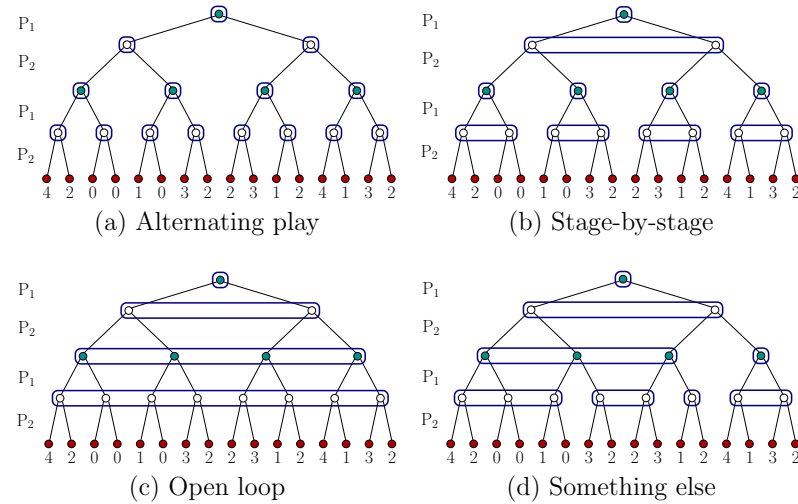 P1
P2
P1
P2
4 2 0 0 1 0 3 2 2 3 1 2 4 1 3 2
(a) Alternating play
P1
P2
P1
P2
4 2 0 0 1 0 3 2 2 3 1 2 4 1 3 2
(b) Stage-by-stage
P1
P2
P1
P2
4 2 0 0 1 0 3 2 2 3 1 2 4 1 3 2
(c) Open loop
P1
P2
P1
P2
4 2 0 0 1 0 3 2 2 3 1 2 4 1 3 2
(d) Something else